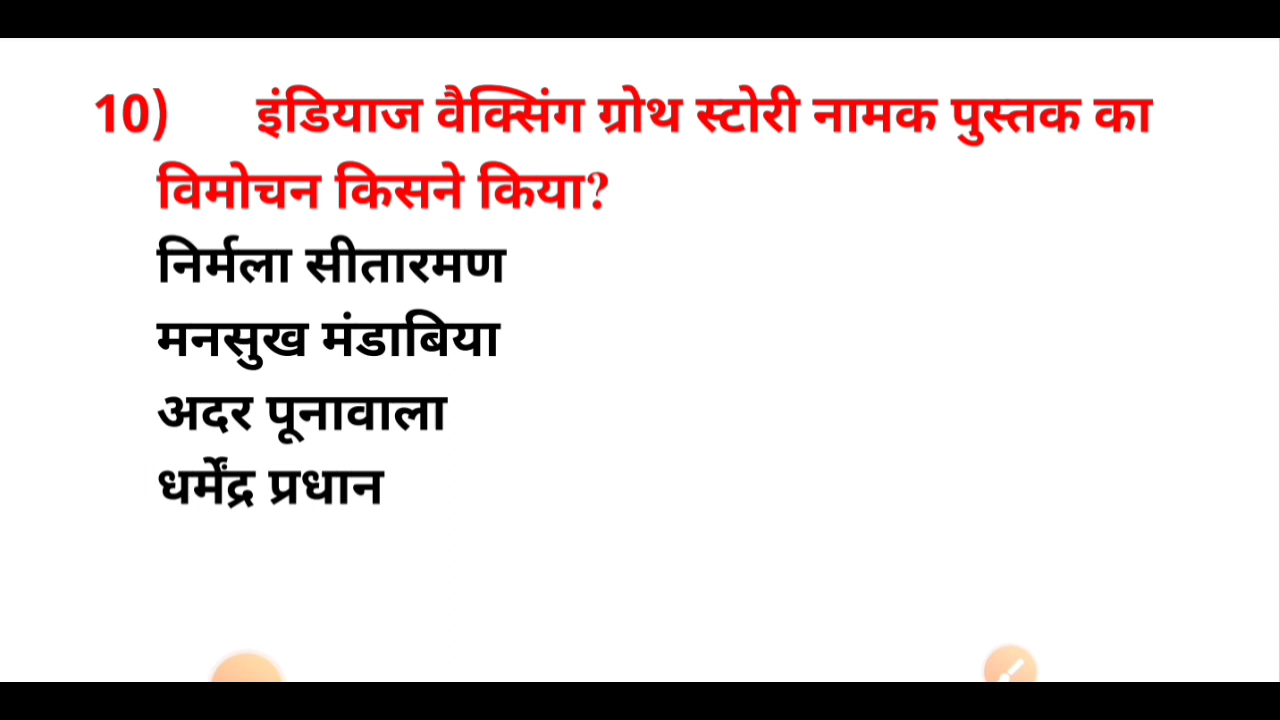 10) इंडियाज वैक्सिंग ग्रोथ स्टोरी नामक पुस्तक का
विमोचन किसने किया?
निर्मला सीतारमण
मनसुख मंडाबिया
अदर पूनावाला
धर्मेंद्र प्रधान